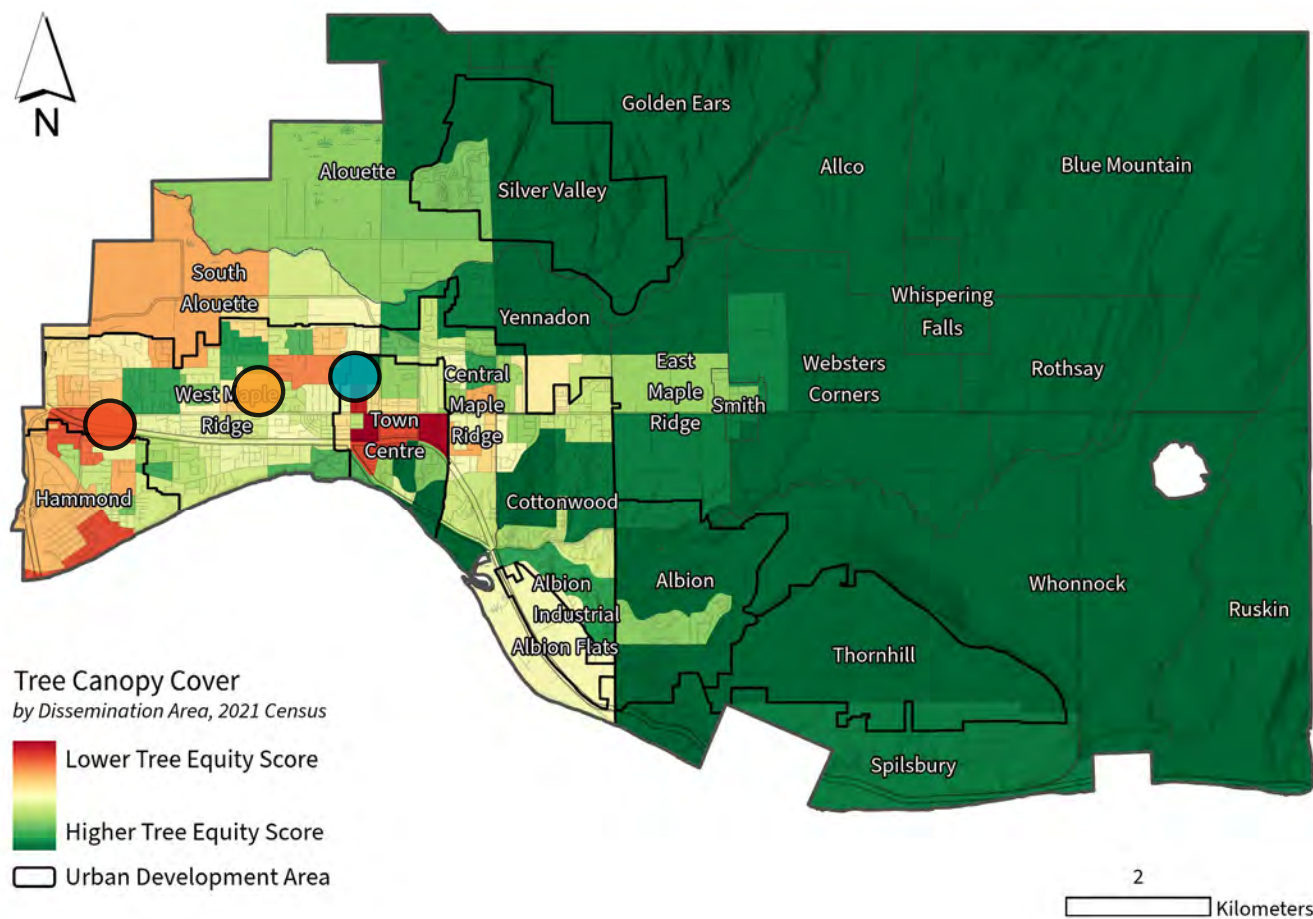 N
Golden Ears
Alouette
Silver Valley
Allco
Blue Mountain
South
Alouette
Yennadon
Whispering
Falls
West Maple
Ridge
Central
Maple
Ridge
East
Maple
Ridge
Smith
Websters
Corners
Rothsay
Town
Centre
Hammond
Cottonwood
Albion
Industrial
Albion Flats
Albion
Whonnock
Ruskin
Thornhill
Spilsbury
Tree Canopy Cover
by Dissemination Area, 2021 Census
Lower Tree Equity Score
Higher Tree Equity Score
Urban Development Area
2
Kilometers